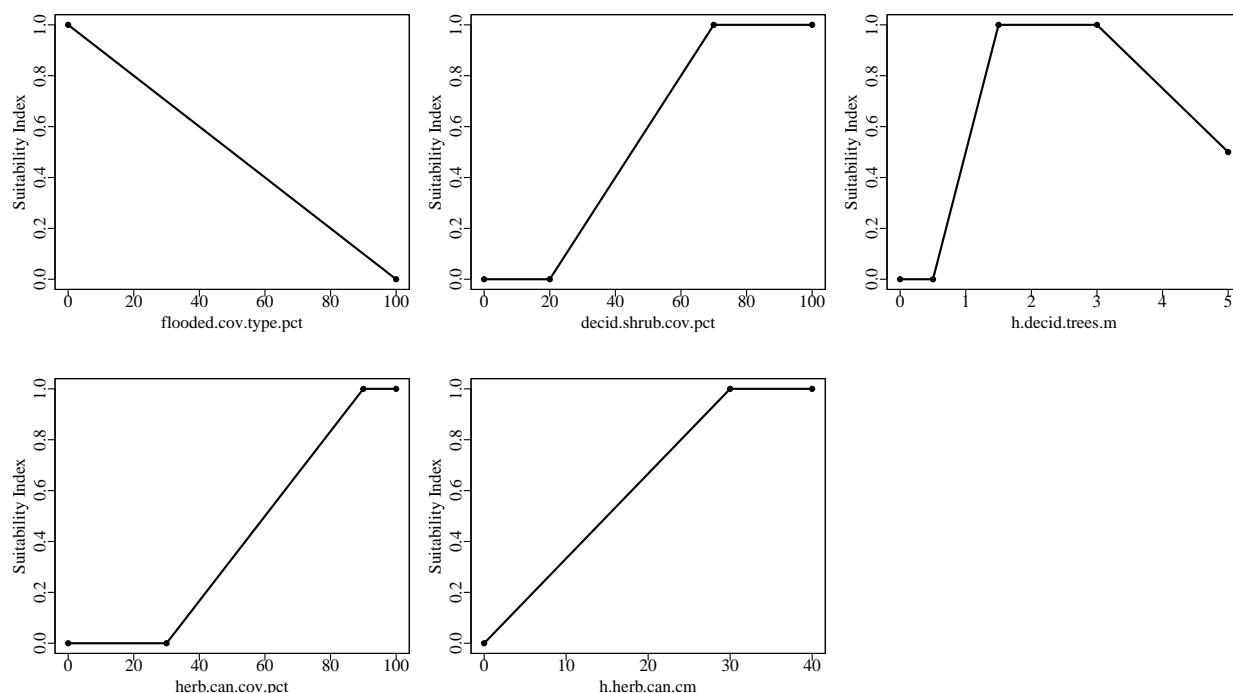 Suitability Index
0.0 0.2 0.4 0.6 0.8 1.0
0 20 40 60 80 100
flooded.cov.type.pct
Suitability Index
0.0 0.2 0.4 0.6 0.8 1.0
0 20 40 60 80 100
decid.shrub.cov.pct
Suitability Index
0.0 0.2 0.4 0.6 0.8 1.0
0 1 2 3 4 5
h.decid.trees.m
Suitability Index
0.0 0.2 0.4 0.6 0.8 1.0
0 20 40 60 80 100
herb.can.cov.pct
Suitability Index
0.0 0.2 0.4 0.6 0.8 1.0
0 10 20 30 40
h.herb.can.cm